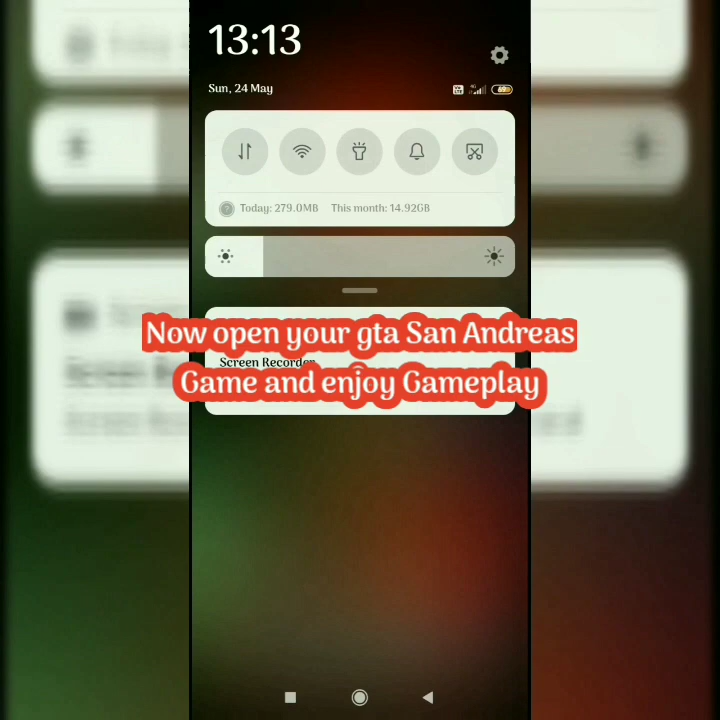 13:13
Sun, 24 May
69
Today: 279.0MB This month: 14.92GB
Now open your gta San Andreas
Screen Recorder
Game and enjoy Gameplay